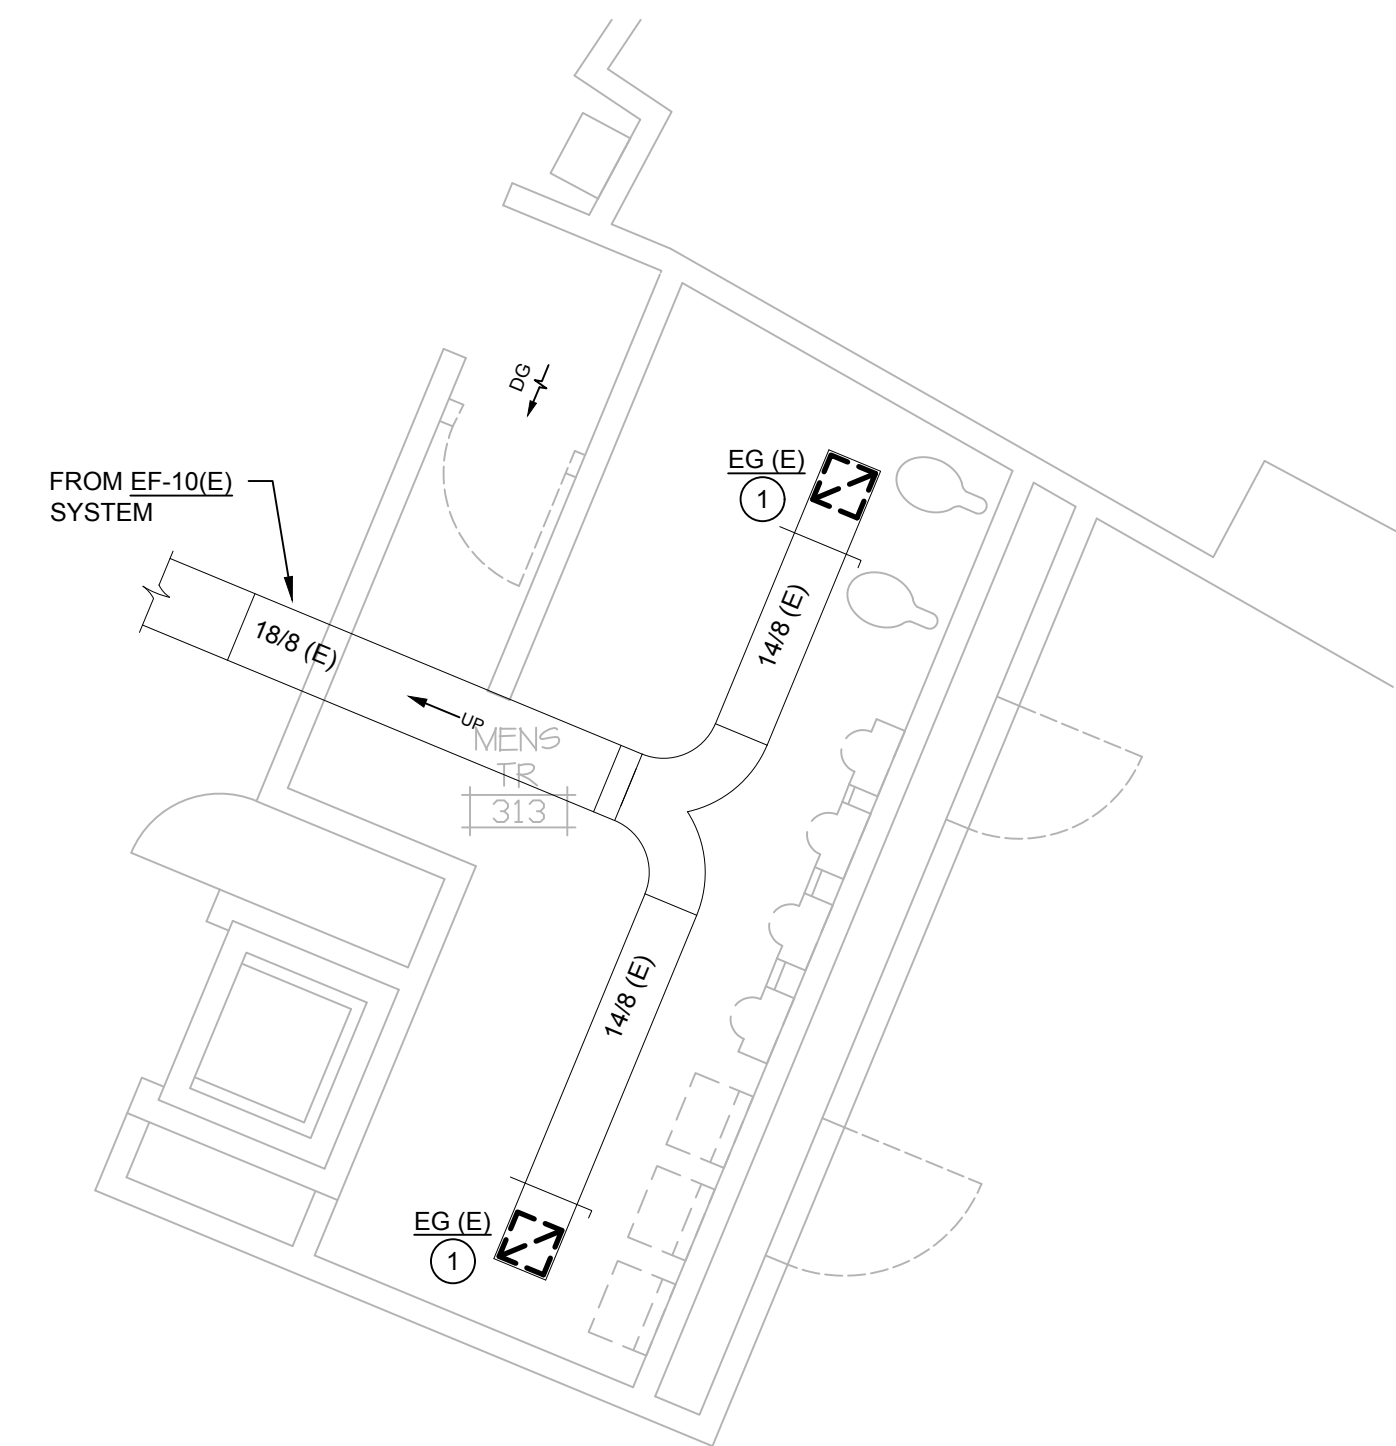 DG
EG (E)
1
FROM EF-10(E)
SYSTEM
14/8 (E)
18/8 (E)
UP
MENS
TR
313
14/8 (E)
EG (E)
1